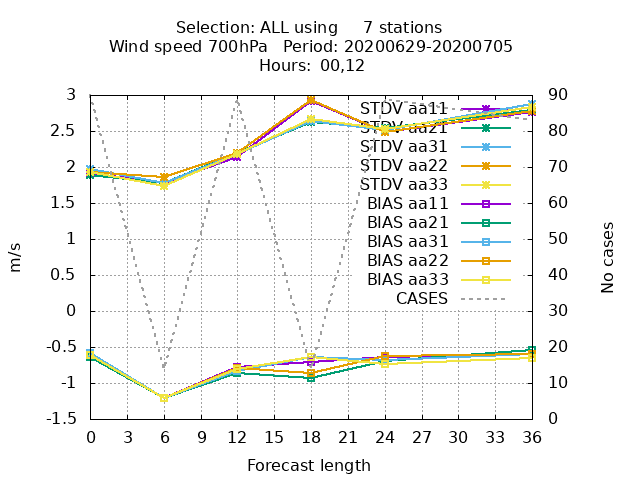 Selection: ALL using     7 stations
Wind speed 700hPa   Period: 20200629-20200705
Hours:  00,12
3
2.5
2
1.5
1
0.5
0
-0.5
-1
-1.5
m/s
90
80
70
60
50
40
30
20
10
0
No cases
STDV aa11
STDV aa21
STDV aa31
STDV aa22
STDV aa33
BIAS aa11
BIAS aa21
BIAS aa31
BIAS aa22
BIAS aa33
CASES
0 3 6 9 12 15 18 21 24 27 30 33 36
Forecast length